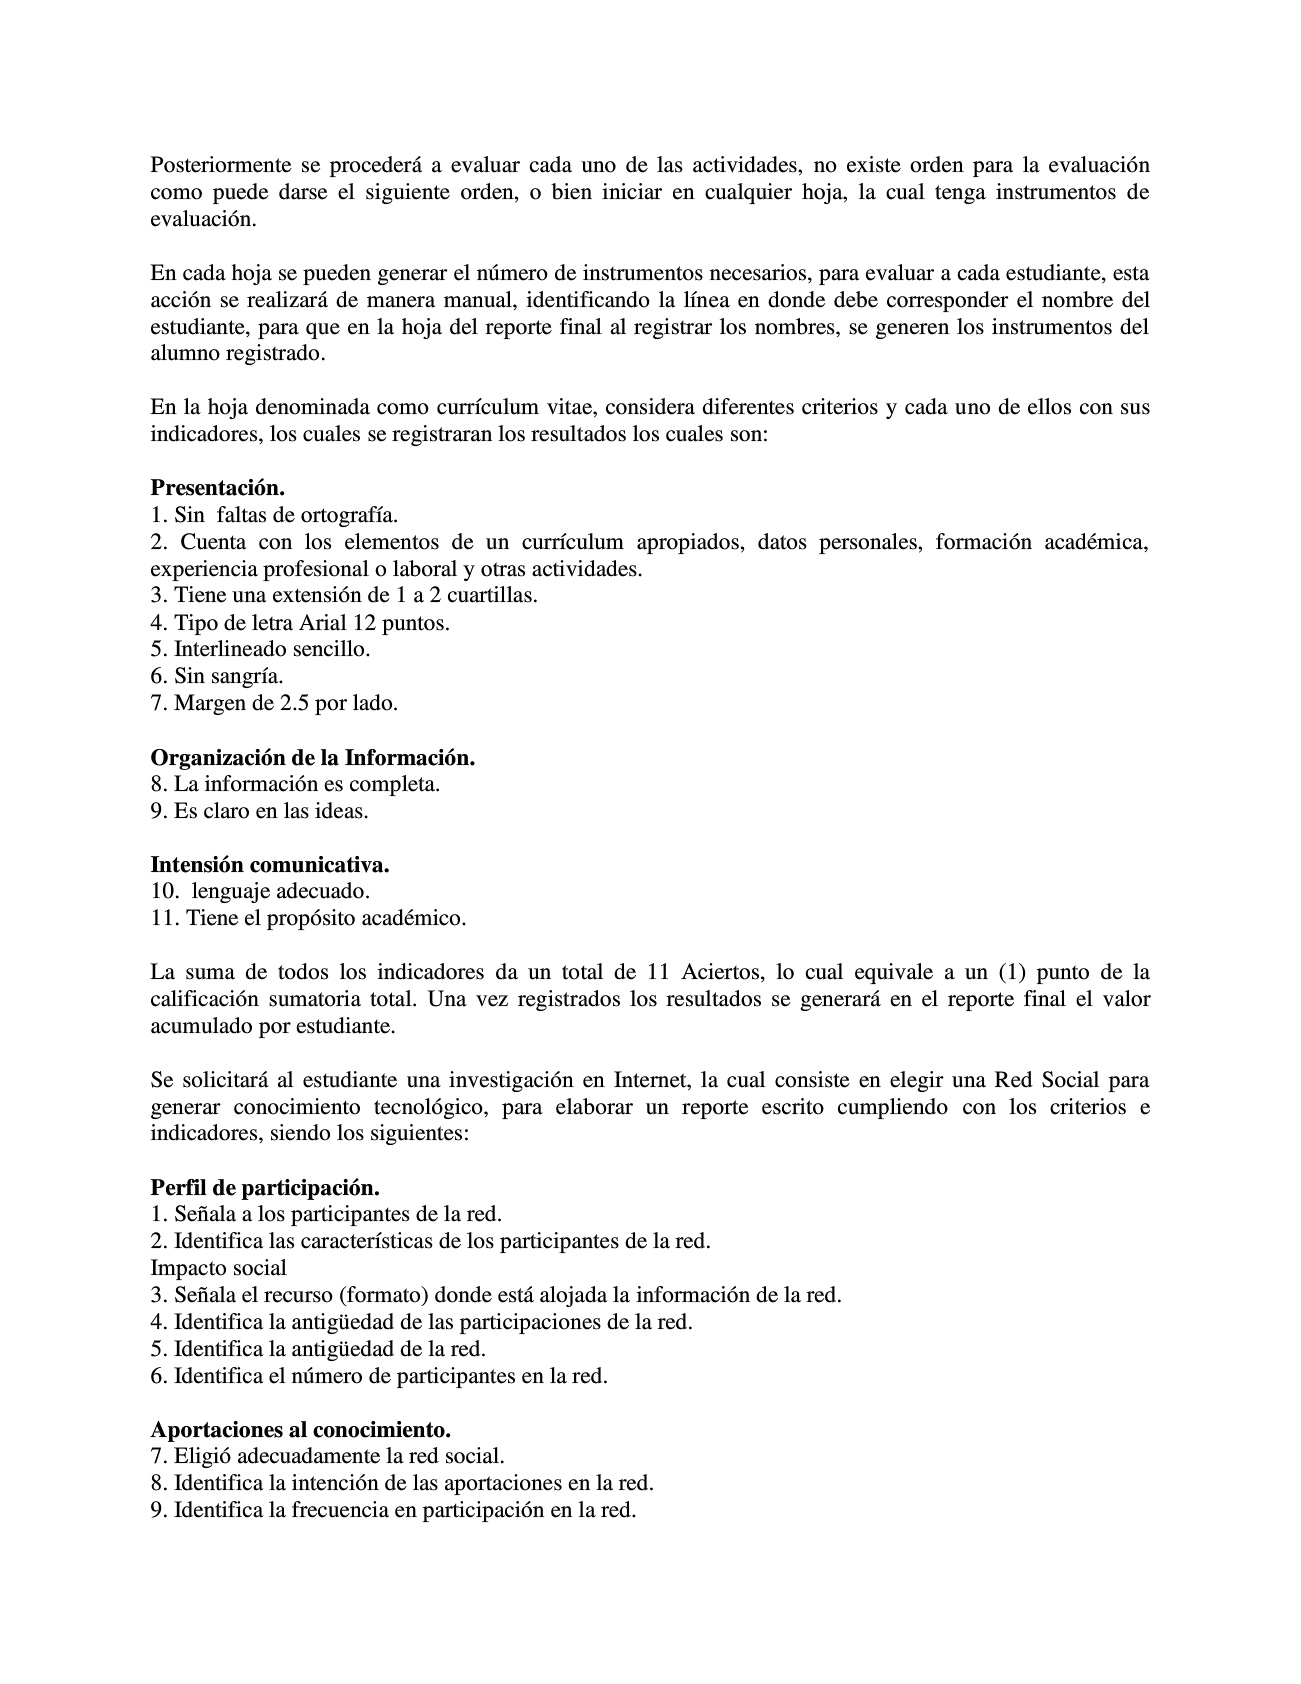 Posteriormente se procederá a evaluar cada uno de las actividades, no existe orden para la evaluación
como puede darse el siguiente orden, o bien iniciar en cualquier hoja, la cual tenga instrumentos de
evaluación.
En cada hoja se pueden generar el número de instrumentos necesarios, para evaluar a cada estudiante, esta
acción se realizará de manera manual, identificando la línea en donde debe corresponder el nombre del
estudiante, para que en la hoja del reporte final al registrar los nombres, se generen los instrumentos del
alumno registrado.
En la hoja denominada como currículum vitae, considera diferentes criterios y cada uno de ellos con sus
indicadores, los cuales se registraran los resultados los cuales son:
Presentación.
1. Sin  faltas de ortografía.
2. Cuenta con los elementos de un currículum apropiados, datos personales, formación académica,
experiencia profesional o laboral y otras actividades.
3. Tiene una extensión de 1 a 2 cuartillas.
4. Tipo de letra Arial 12 puntos.
5. Interlineado sencillo.
6. Sin sangría.
7. Margen de 2.5 por lado.
Organización de la Información.
8. La información es completa.
9. Es claro en las ideas.
Intensión comunicativa.
10.  lenguaje adecuado.
11. Tiene el propósito académico.
La suma de todos los indicadores da un total de 11 Aciertos, lo cual equivale a un (1) punto de la
calificación sumatoria total. Una vez registrados los resultados se generará en el reporte final el valor
acumulado por estudiante.
Se solicitará al estudiante una investigación en Internet, la cual consiste en elegir una Red Social para
generar conocimiento tecnológico, para elaborar un reporte escrito cumpliendo con los criterios e
indicadores, siendo los siguientes:
Perfil de participación.
1. Señala a los participantes de la red.
2. Identifica las características de los participantes de la red.
Impacto social
3. Señala el recurso (formato) donde está alojada la información de la red.
4. Identifica la antigüedad de las participaciones de la red.
5. Identifica la antigüedad de la red.
6. Identifica el número de participantes en la red.
Aportaciones al conocimiento.
7. Eligió adecuadamente la red social.
8. Identifica la intención de las aportaciones en la red.
9. Identifica la frecuencia en participación en la red.